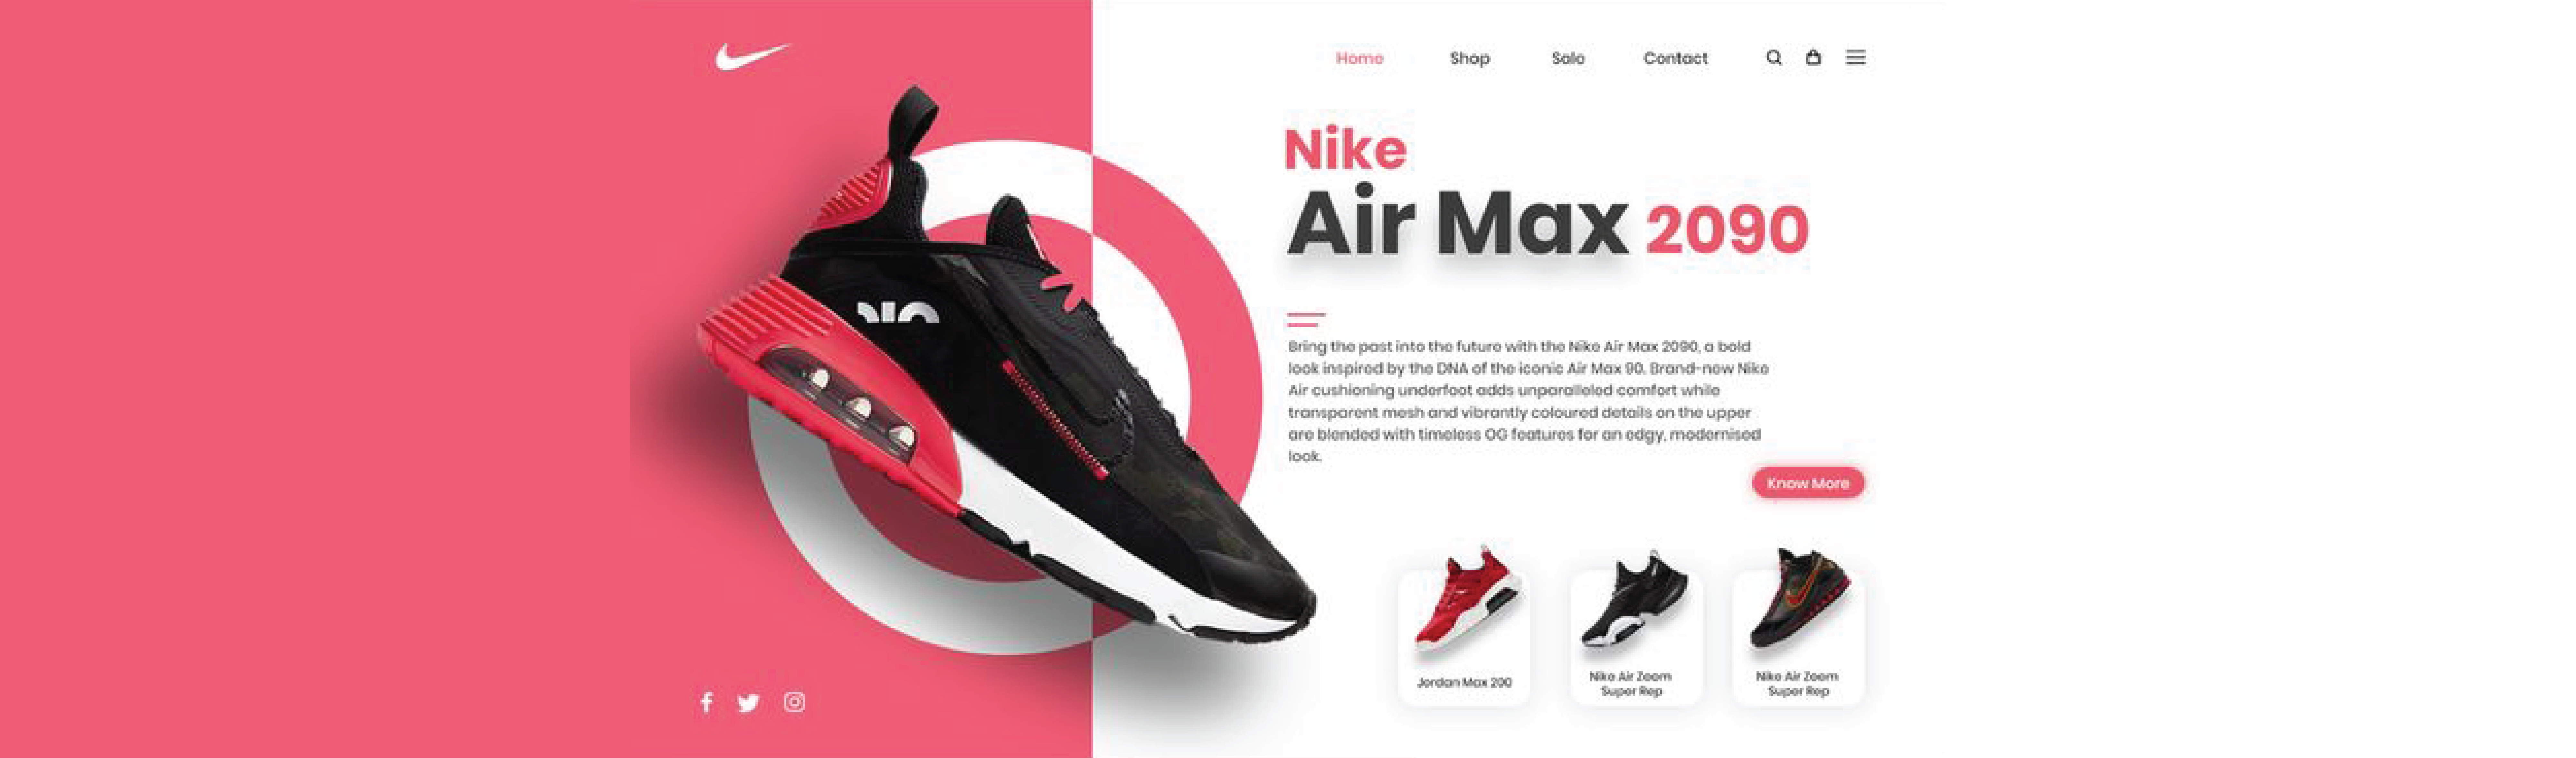 Home Shop Sale Contact
Nike
Air Max 2090
Bring the past into the future with the Nike Air Max 2090, a bold
look inspired by the DNA of the iconic Air Max 90. Brand-new Nike
Air cushioning underfoot adds unparalleled comfort while
transparent mesh and vibrantly coloured details on the upper
are blended with timeless OG features for an edgy, modernised
look.
Know More
Jordan Max 200
Nike Air Zoom
Super Rep
Nike Air Zoom
Super Rep